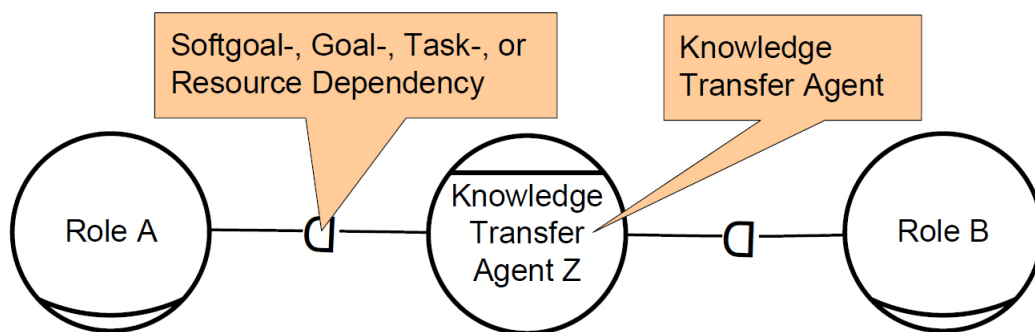 Softgoal-, Goal-, Task-, or
Resource Dependency
Knowledge
Transfer Agent
Role A
D
Knowledge
Transfer
Agent Z
D
Role B